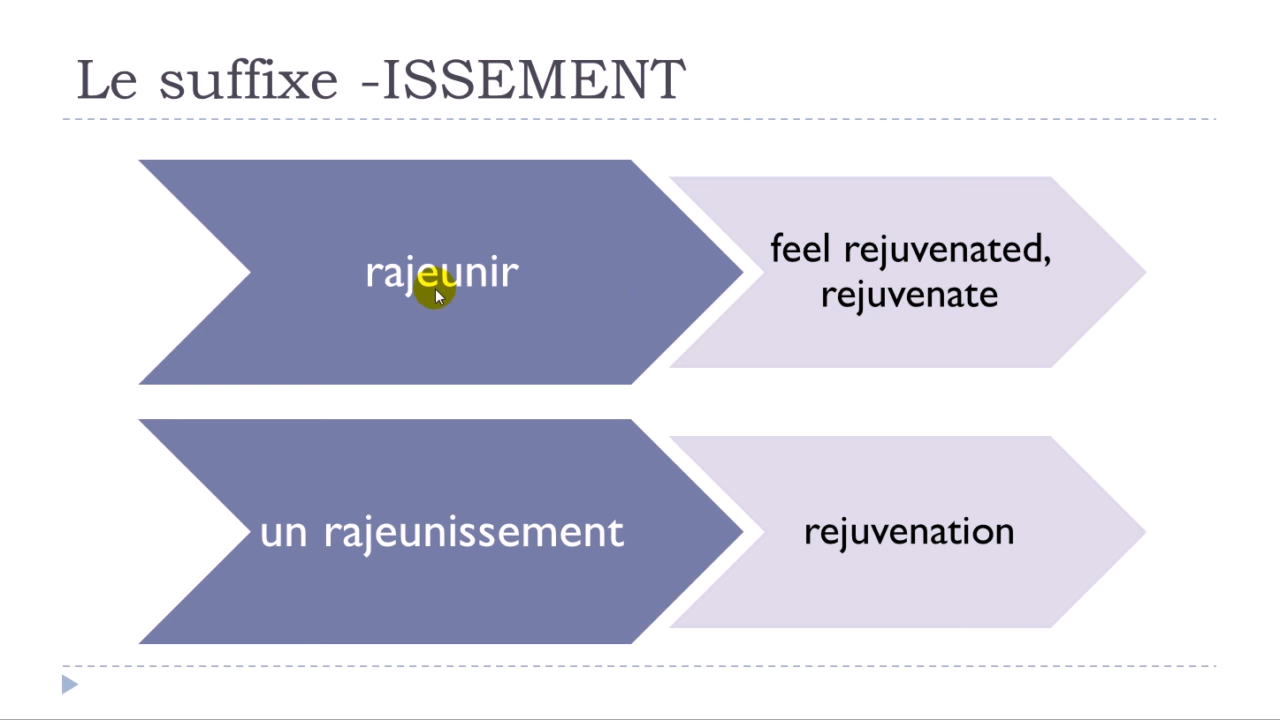 Le suffixe -ISSEMENT
rajeunir
feel rejuvenated,
rejuvenate
un rajeunissement
rejuvenation